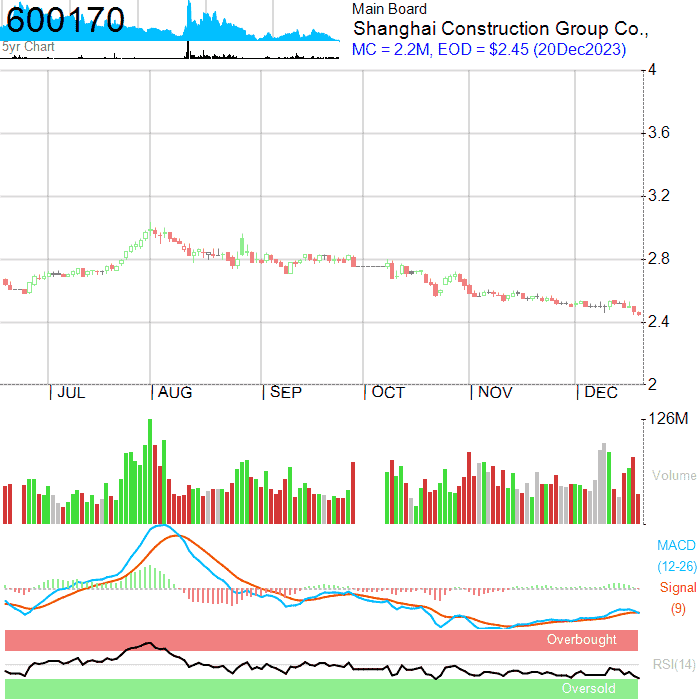 600170
Main Board
Shanghai Construction Group Co.,
5yr Chart
MC = 2.2M, EOD = $2.45 (20Dec2023)
4
3.6
3.2
2.8
2.4
2
JUL AUG SEP OCT NOV DEC
126M
Volume
MACD
(12-26)
Signal
(9)
Overbought
RSI(14)
Oversold